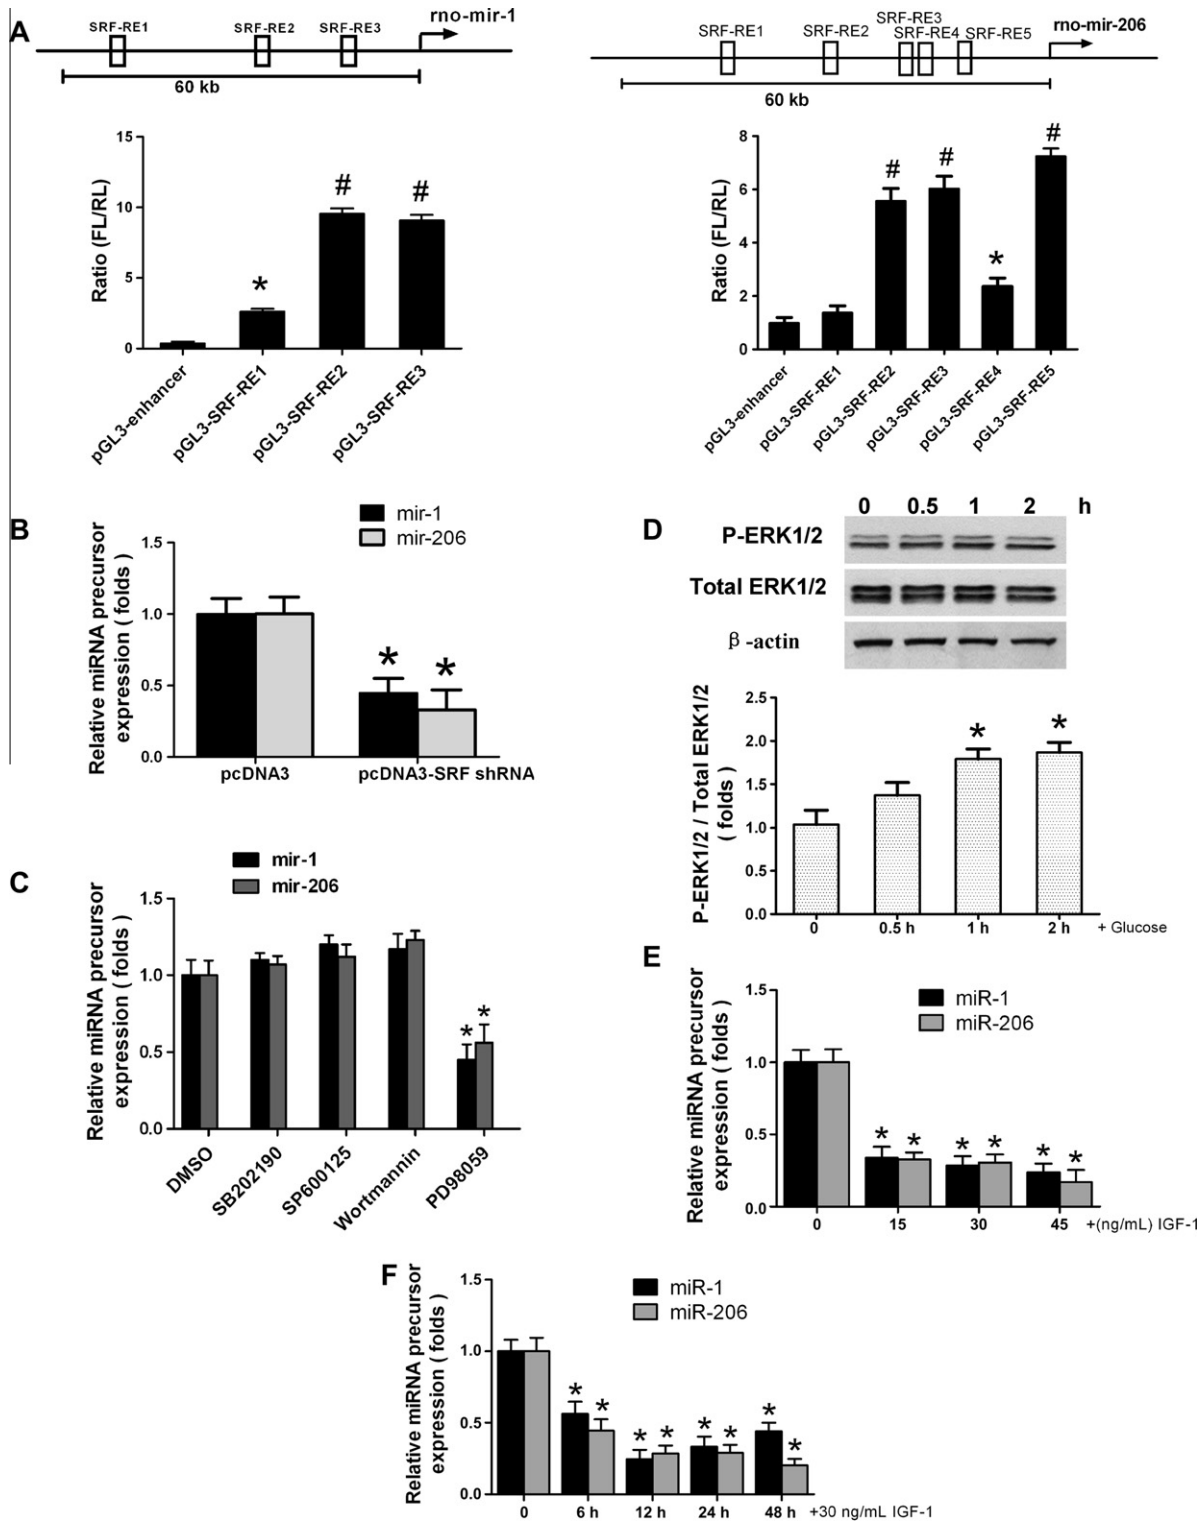 A
SRF-RE1
SRF-RE2
SRF-RE3
rno-mir-1
60 kb
15
10
5
0
Ratio (FL/RL)
*
#
#
pGL3-enhancer
pGL3-SRF-RE1
pGL3-SRF-RE2
pGL3-SRF-RE3
SRF-RE1
SRF-RE2
SRF-RE3
SRF-RE4
SRF-RE5
rno-mir-206
60 kb
8
6
4
2
0
Ratio (FL/RL)
#
#
*
#
pGL3-enhancer
pGL3-SRF-RE1
pGL3-SRF-RE2
pGL3-SRF-RE3
pGL3-SRF-RE4
pGL3-SRF-RE5
B
mir-1
mir-206
Relative miRNA precursor
expression ( folds )
1.5
1.0
0.5
0.0
*
*
pcDNA3
pcDNA3-SRF shRNA
C
mir-1
mir-206
Relative miRNA precursor
expression ( folds )
1.5
1.0
0.5
0.0
*
*
DMSO
SB202190
SP600125
Wortmannin
PD98059
D
0 0.5 1 2 h
P-ERK1/2
Total ERK1/2
β-actin
P-ERK1/2 / Total ERK1/2
( folds )
2.5
2.0
1.5
1.0
0.5
0.0
*
*
0 0.5 h 1 h 2 h + Glucose
E
miR-1
miR-206
Relative miRNA precursor
expression ( folds )
1.5
1.0
0.5
0.0
* * * * * *
0 15 30 45 +(ng/mL) IGF-1
F
miR-1
miR-206
Relative miRNA precursor
expression ( folds )
1.5
1.0
0.5
0.0
* * * * * * * *
0 6 h 12 h 24 h 48 h +30 ng/mL IGF-1